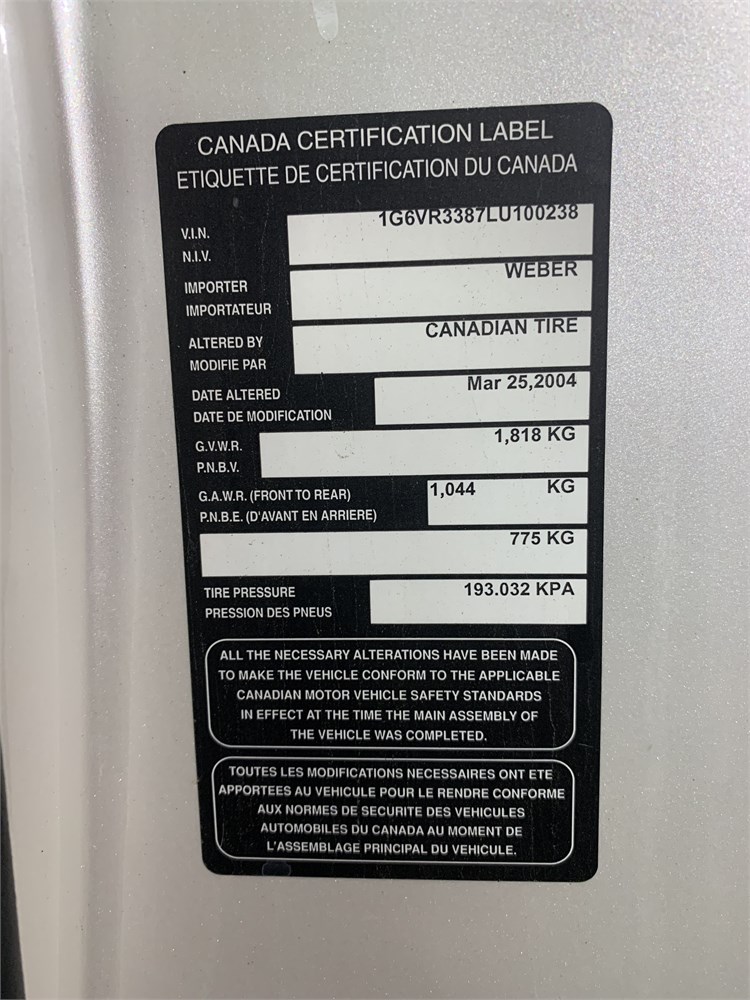 CANADA CERTIFICATION LABEL
ETIQUETTE DE CERTIFICATION DU CANADA
V.I.N.
N.I.V.
1G6VR3387LU100238
IMPORTER
IMPORTATEUR
WEBER
ALTERED BY
MODIFIE PAR
CANADIAN TIRE
DATE ALTERED
DATE DE MODIFICATION
Mar 25,2004
G.V.W.R.
P.N.B.V.
1,818 KG
G.A.W.R. (FRONT TO REAR)
P.N.B.E. (D'AVANT EN ARRIERE)
1,044 KG
775 KG
TIRE PRESSURE
PRESSION DES PNEUS
193.032 KPA
ALL THE NECESSARY ALTERATIONS HAVE BEEN MADE
TO MAKE THE VEHICLE CONFORM TO THE APPLICABLE
CANADIAN MOTOR VEHICLE SAFETY STANDARDS
IN EFFECT AT THE TIME THE MAIN ASSEMBLY OF
THE VEHICLE WAS COMPLETED.
TOUTES LES MODIFICATIONS NECESSAIRES ONT ETE
APPORTEES AU VEHICULE POUR LE RENDRE CONFORME
AUX NORMES DE SECURITE DES VEHICULES
AUTOMOBILES DU CANADA AU MOMENT DE
L'ASSEMBLAGE PRINCIPAL DU VEHICULE.